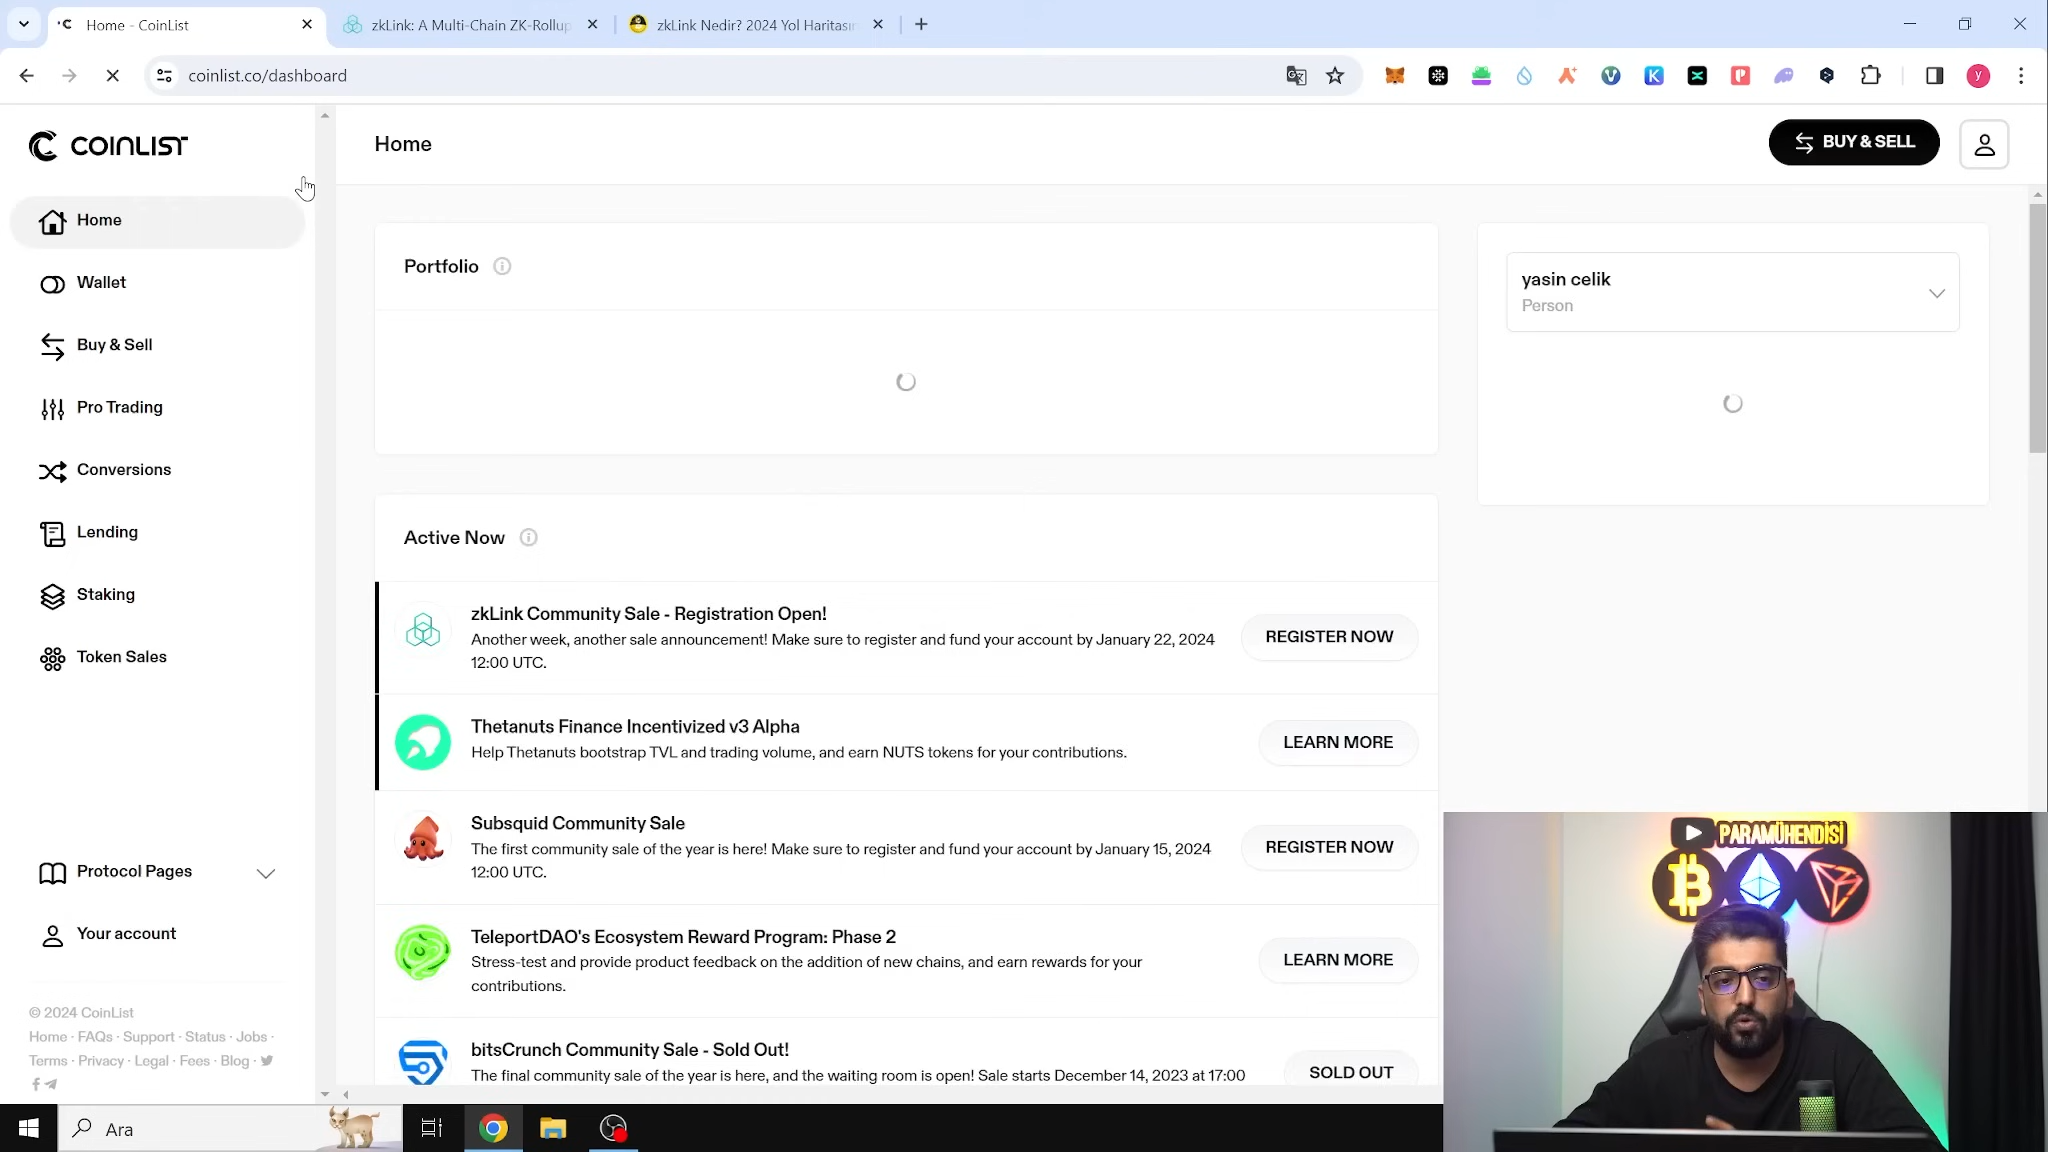 Home - CoinList
zkLink: A Multi-Chain ZK-Rollup
zkLink Nedir? 2024 Yol Haritası
coinlist.co/dashboard
y
COINLIST
Home
BUY & SELL
Home
Wallet
Buy & Sell
Pro Trading
Conversions
Lending
Staking
Token Sales
Protocol Pages
Your account
© 2024 CoinList
Home · FAQs · Support · Status · Jobs ·
Terms · Privacy · Legal · Fees · Blog ·
Portfolio
yasin celik
Person
Active Now
zkLink Community Sale - Registration Open!
Another week, another sale announcement! Make sure to register and fund your account by January 22, 2024
12:00 UTC.
REGISTER NOW
Thetanuts Finance Incentivized v3 Alpha
Help Thetanuts bootstrap TVL and trading volume, and earn NUTS tokens for your contributions.
LEARN MORE
Subsquid Community Sale
The first community sale of the year is here! Make sure to register and fund your account by January 15, 2024
12:00 UTC.
REGISTER NOW
TeleportDAO's Ecosystem Reward Program: Phase 2
Stress-test and provide product feedback on the addition of new chains, and earn rewards for your
contributions.
LEARN MORE
bitsCrunch Community Sale - Sold Out!
The final community sale of the year is here, and the waiting room is open! Sale starts December 14, 2023 at 17:00
SOLD OUT
PARAMÜHENDİSİ
Ara